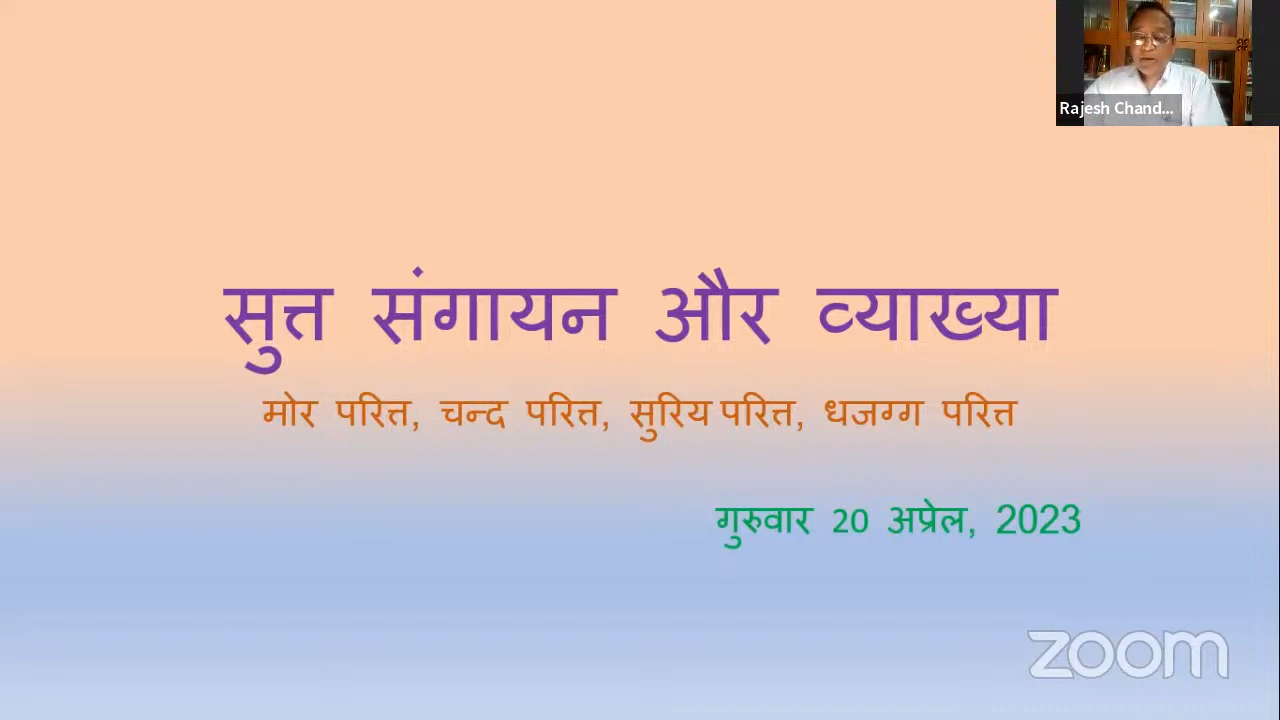 Rajesh Chand...
सुत्त संगायन और व्याख्या
मोर परित्त, चन्द परित्त, सुरिय परित्त, धजग्ग परित्त
गुरुवार 20 अप्रेल, 2023
zoom